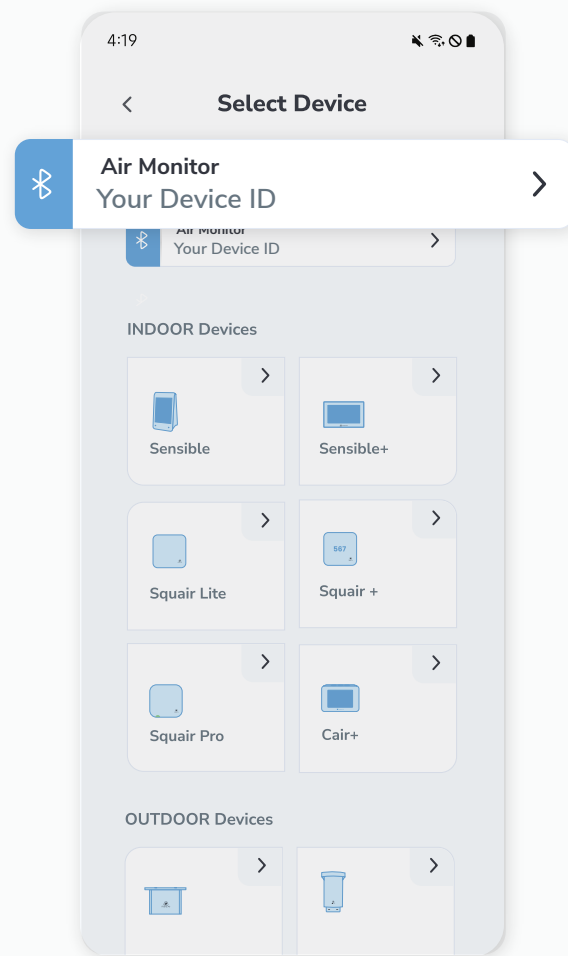 4:19
Select Device
Air Monitor
Your Device ID
Air Monitor
Your Device ID
INDOOR Devices
Sensible
Sensible+
567
Squair Lite
Squair +
Squair Pro
Cair+
OUTDOOR Devices